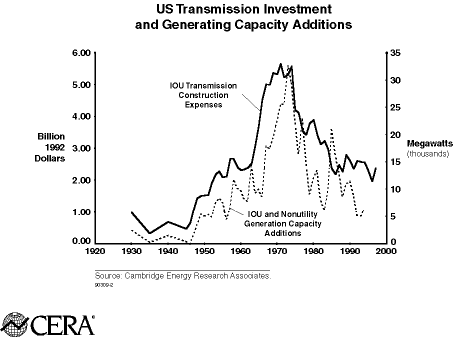 US Transmission Investment
and Generating Capacity Additions
6.00
5.00
4.00
3.00
2.00
1.00
0.00
Billion
1992
Dollars
IOU Transmission
Construction
Expenses
IOU and Nonutility
Generation Capacity
Additions
35
30
25
20
15
10
5
0
Megawatts
(thousands)
1920 1930 1940 1950 1960 1970 1980 1990 2000
Source: Cambridge Energy Research Associates.
90309-2
CERA®